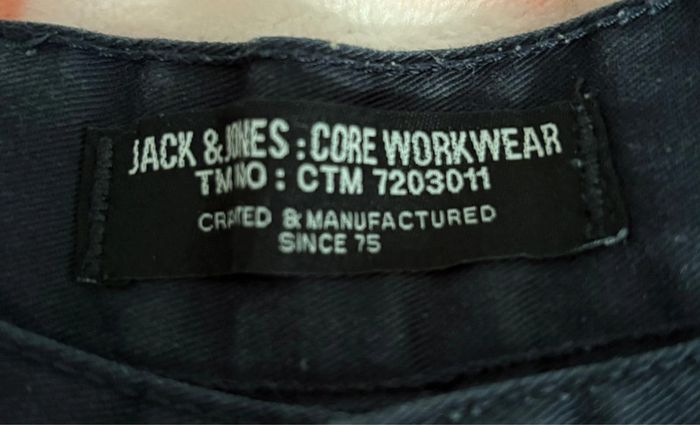 JACK & JONES : CORE WORKWEAR
TM NO : CTM 7203011
CRAFTED & MANUFACTURED
SINCE 75